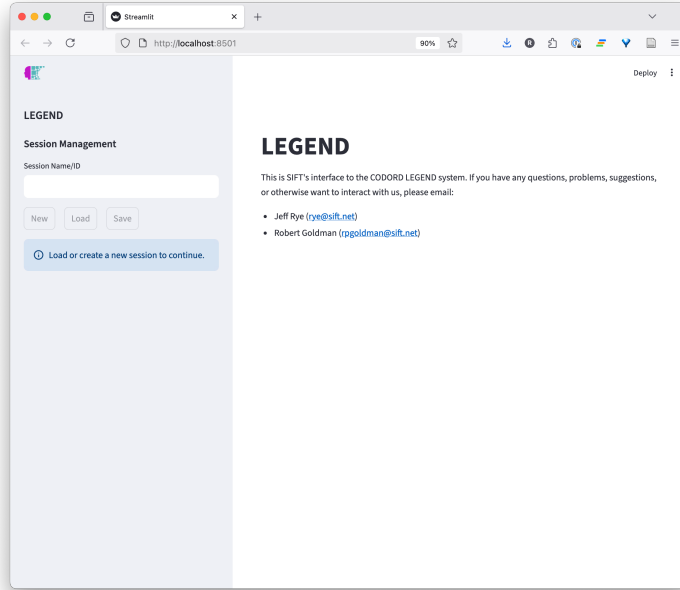 Streamlit
http://localhost:8501
90%
Deploy
LEGEND
Session Management
Session Name/ID
New Load Save
Load or create a new session to continue.
LEGEND
This is SIFT's interface to the CODORD LEGEND system. If you have any questions, problems, suggestions,
or otherwise want to interact with us, please email:
• Jeff Rye (rye@sift.net)
• Robert Goldman (rpgoldman@sift.net)